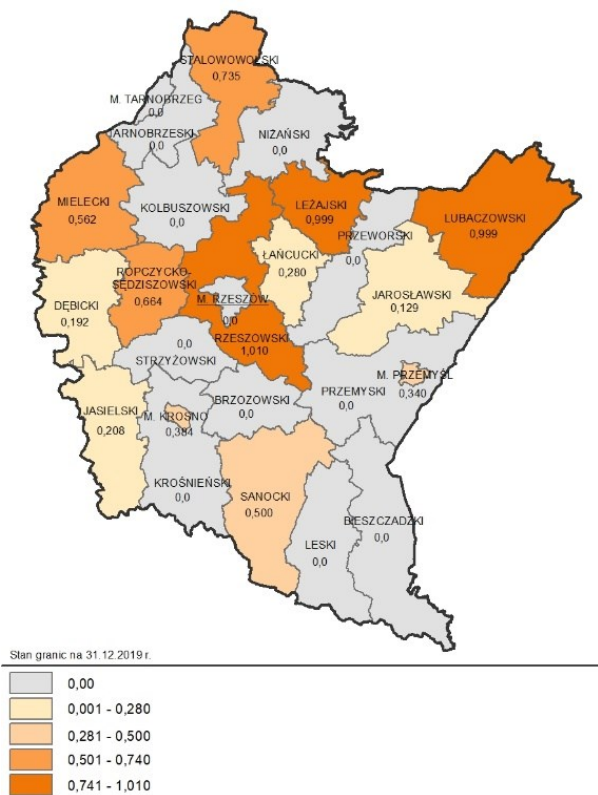 STALOWOWOLSKI
0,735
M. TARNOBRZEG
0,0
TARNOBRZESKI
0,0
NIŻAŃSKI
0,0
MIELECKI
0,562
KOLBUSZOWSKI
0,0
LEŻAJSKI
0,999
LUBACZOWSKI
0,999
PRZEWORSKI
0,0
ŁAŃCUCKI
0,280
ROPCZYCKO-
SĘDZISZOWSKI
0,664
DĘBICKI
0,192
JAROSŁAWSKI
0,129
M. RZESZÓW
0,0
RZESZOWSKI
1,010
0,0
STRZYŻOWSKI
M. PRZEMYŚL
0,340
PRZEMYSKI
0,0
JASIELSKI
0,208
M. KROSNO
0,384
BRZOZOWSKI
0,0
KROŚNIEŃSKI
0,0
SANOCKI
0,500
LESKI
0,0
BIESZCZADZKI
0,0
Stan granic na 31.12.2019 r.
0,00
0,001 - 0,280
0,281 - 0,500
0,501 - 0,740
0,741 - 1,010